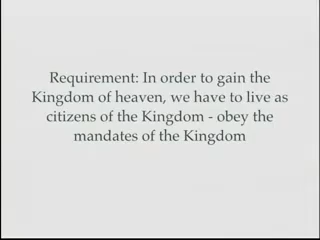 Requirement: In order to gain the
Kingdom of heaven, we have to live as
citizens of the Kingdom - obey the
mandates of the Kingdom